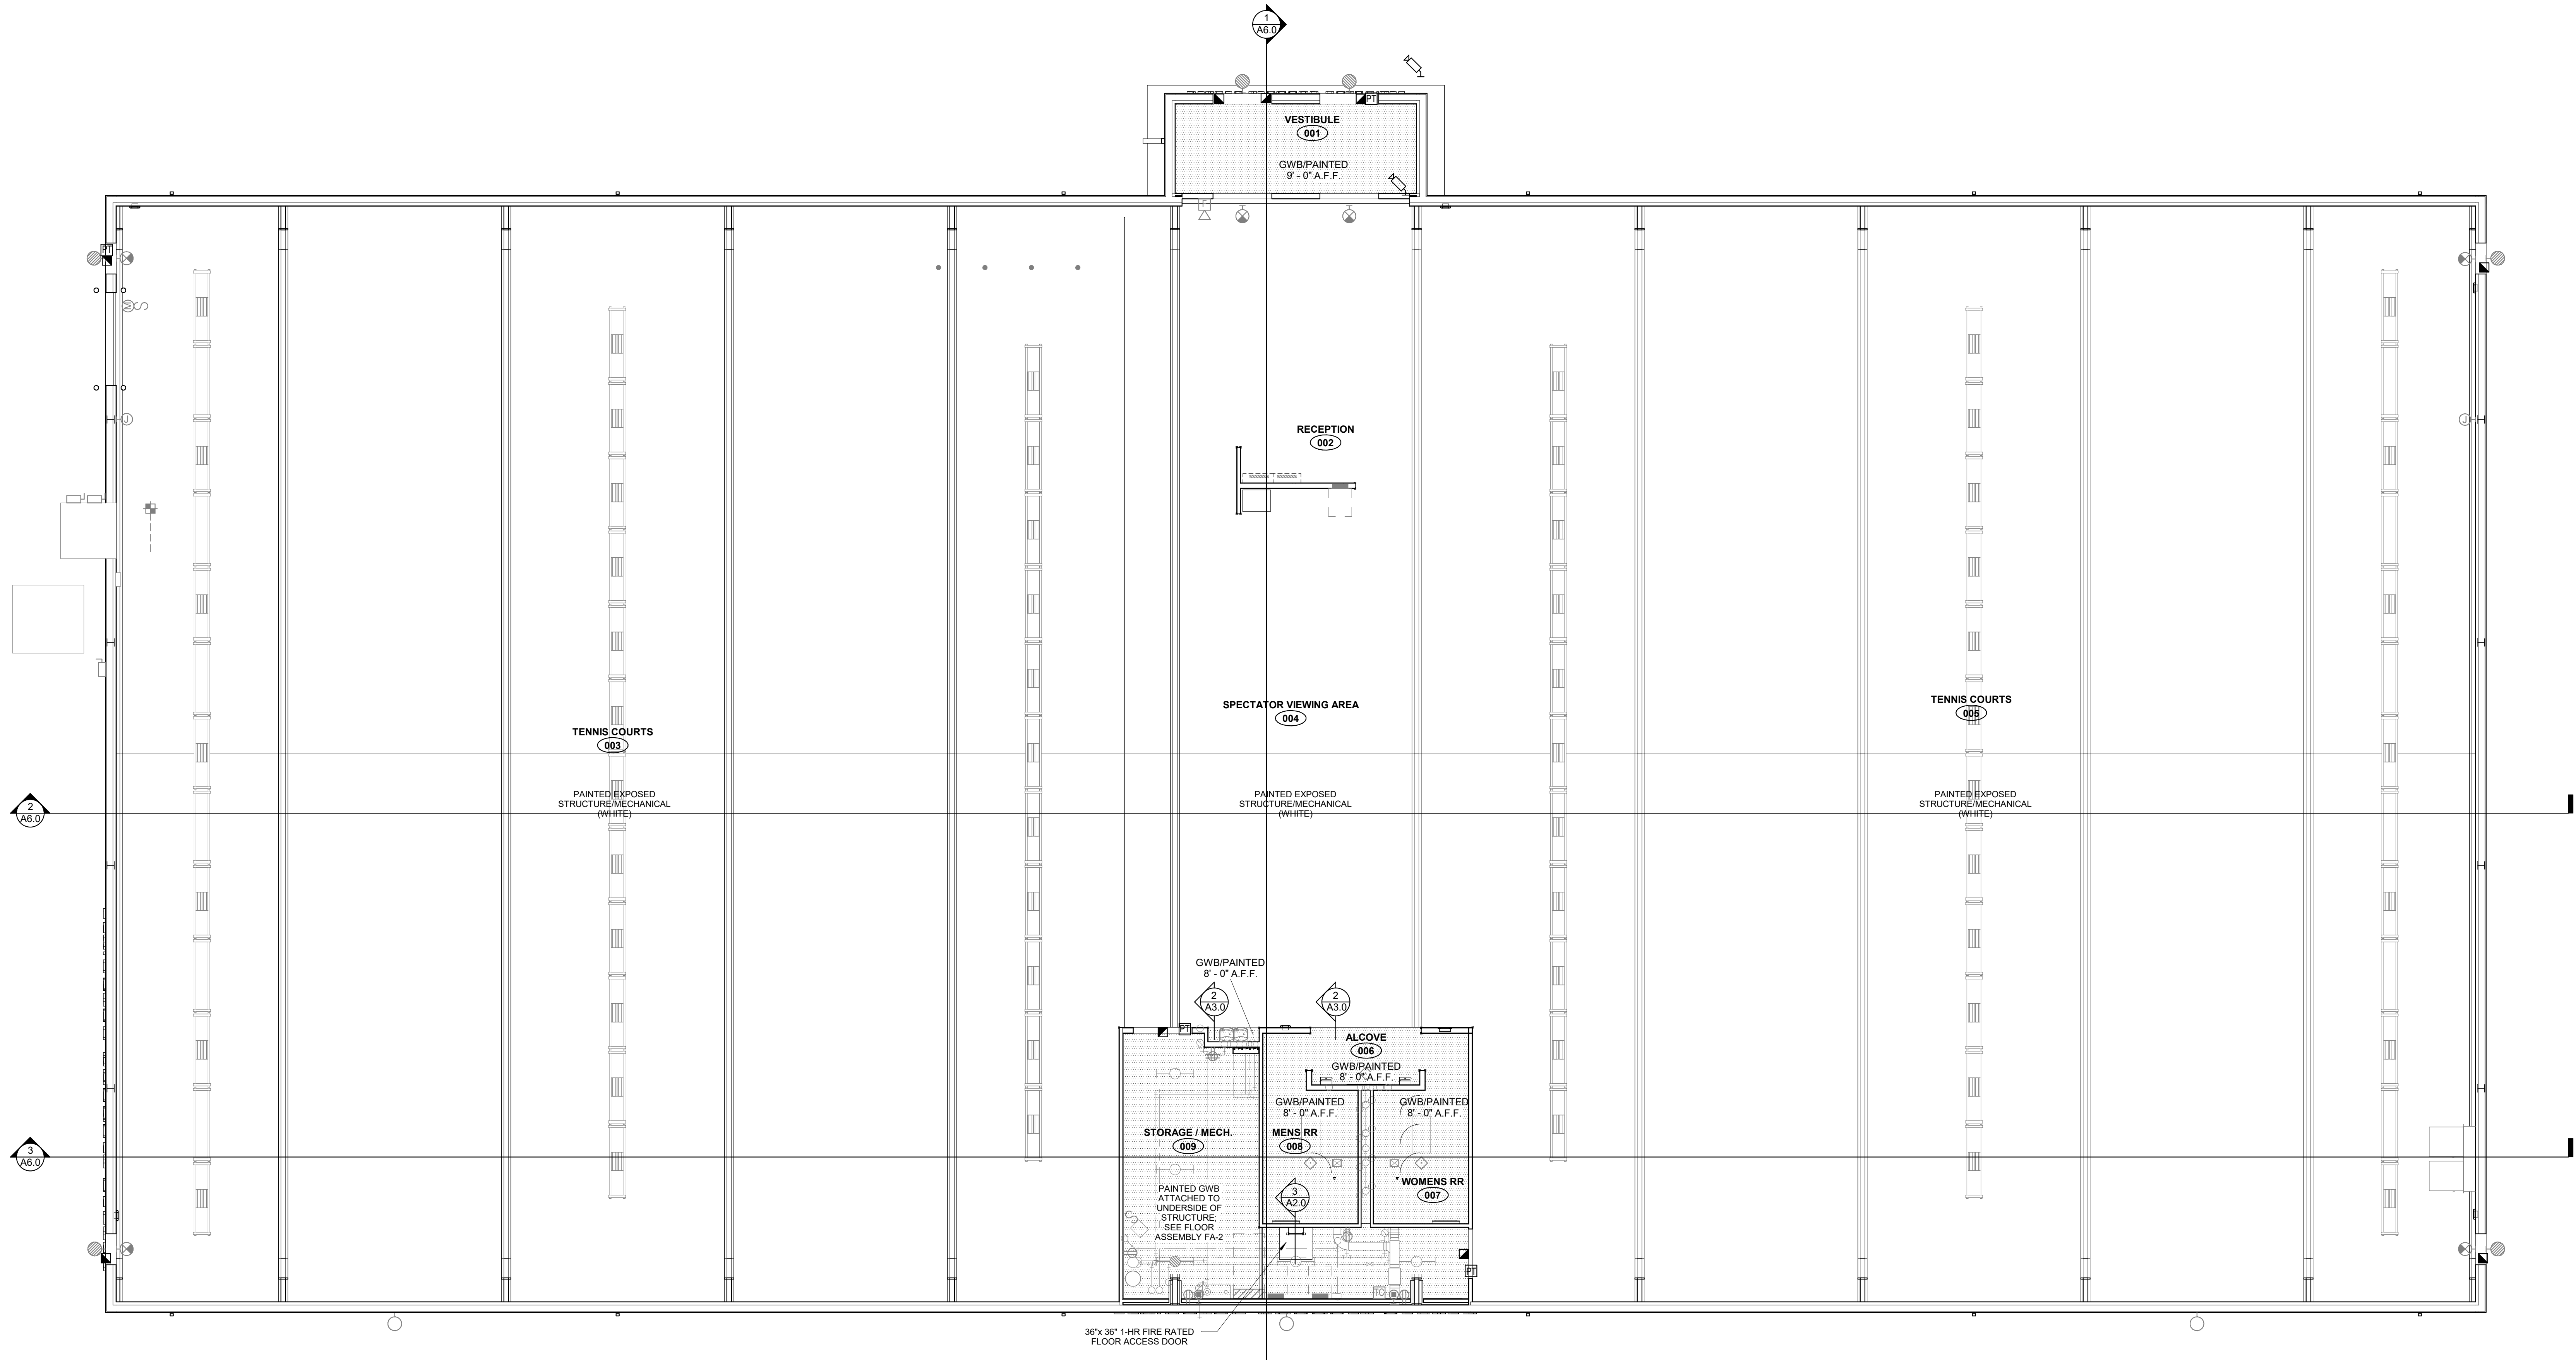 1
A6.0
PT
VESTIBULE
001
GWB/PAINTED
9' - 0" A.F.F.
PT
M
S
J
J
RECEPTION
002
SPECTATOR VIEWING AREA
004
TENNIS COURTS
005
TENNIS COURTS
003
PAINTED EXPOSED
STRUCTURE/MECHANICAL
(WHITE)
PAINTED EXPOSED
STRUCTURE/MECHANICAL
(WHITE)
PAINTED EXPOSED
STRUCTURE/MECHANICAL
(WHITE)
2
A6.0
GWB/PAINTED
8' - 0" A.F.F.
2
A3.0
2
A3.0
PT
ALCOVE
006
GWB/PAINTED
8' - 0" A.F.F.
GWB/PAINTED
8' - 0" A.F.F.
GWB/PAINTED
8' - 0" A.F.F.
STORAGE / MECH.
009
MENS RR
008
3
A6.0
WOMENS RR
007
PAINTED GWB
ATTACHED TO
UNDERSIDE OF
STRUCTURE;
SEE FLOOR
ASSEMBLY FA-2
3
A2.0
S
PT
36"x 36" 1-HR FIRE RATED
FLOOR ACCESS DOOR